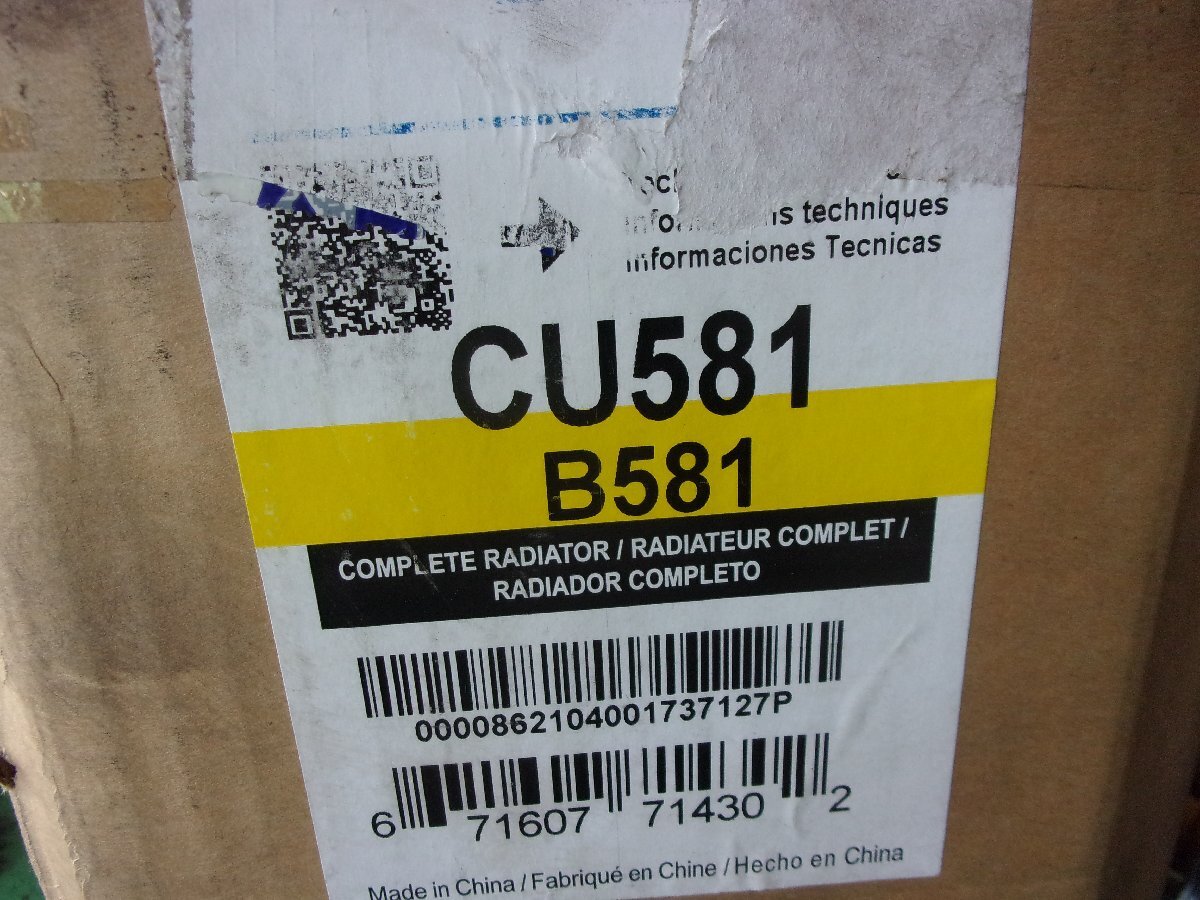 techniques
Informaciones Tecnicas
CU581
B581
COMPLETE RADIATOR / RADIATEUR COMPLET /
RADIADOR COMPLETO
0000862104001737127P
6 71607 71430 2
Made in China / Fabriqué en Chine / Hecho en China